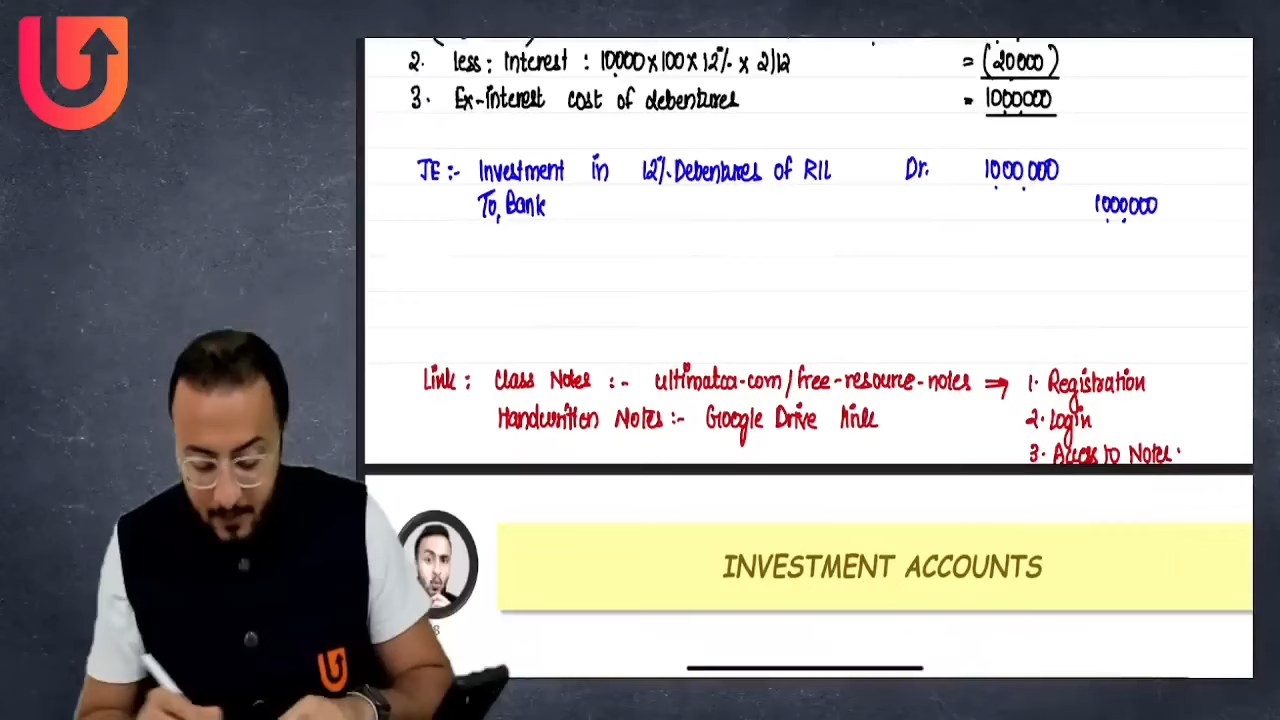 2. Less: Interest : 10000×100×12%×2/12 = (20000)
3. Ex-interest cost of debentures = 1000000
JE:- Investment in 12% Debentures of RIL Dr. 1000000
To, Bank 1000000
Link: Class Notes :- ultimatca.com/free-resource-notes ⇒ 1. Registration
Handwritten Notes :- Google Drive link 2. Login
3. Access to Notes.
INVESTMENT ACCOUNTS